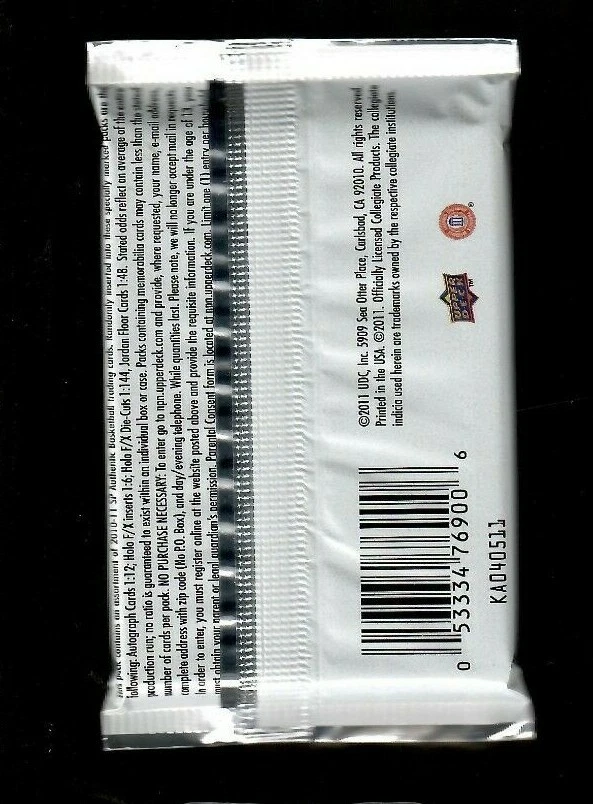 This pack contains an assortment of 2010-11 SP Authentic Basketball trading cards. Randomly inserted into these specially marked packs are the
following: Autograph Cards 1:12; Holo F/X inserts 1:6; Holo F/X Die-Cuts 1:144, Jordan Floor Cards 1:48. Stated odds reflect an average of the entire
production run; no ratio is guaranteed to exist within an individual box or case. Packs containing memorabilia cards may contain less than the stated
number of cards per pack. NO PURCHASE NECESSARY: To enter go to npn.upperdeck.com and provide, where requested, your name, e-mail address,
complete address with zip code (No P.O. Box), and day/evening telephone. While quantities last. Please note, we will no longer accept mail in requests
In order to enter, you must register online at the website posted above and provide the requisite information. If you are under the age of 13, you
must obtain your parent or legal guardian's permission. Parental Consent form is located at npn.upperdeck.com. Limit one (1) entry per household
©2011 UDC, Inc. 5909 Sea Otter Place, Carlsbad, CA 92010. All rights reserved
Printed in the USA. ©2011. Officially Licensed Collegiate Products. The collegiate
indicia used herein are trademarks owned by the respective collegiate institutions
UPPER
DECK
TM
®
0 53334 76900 6
KA040511